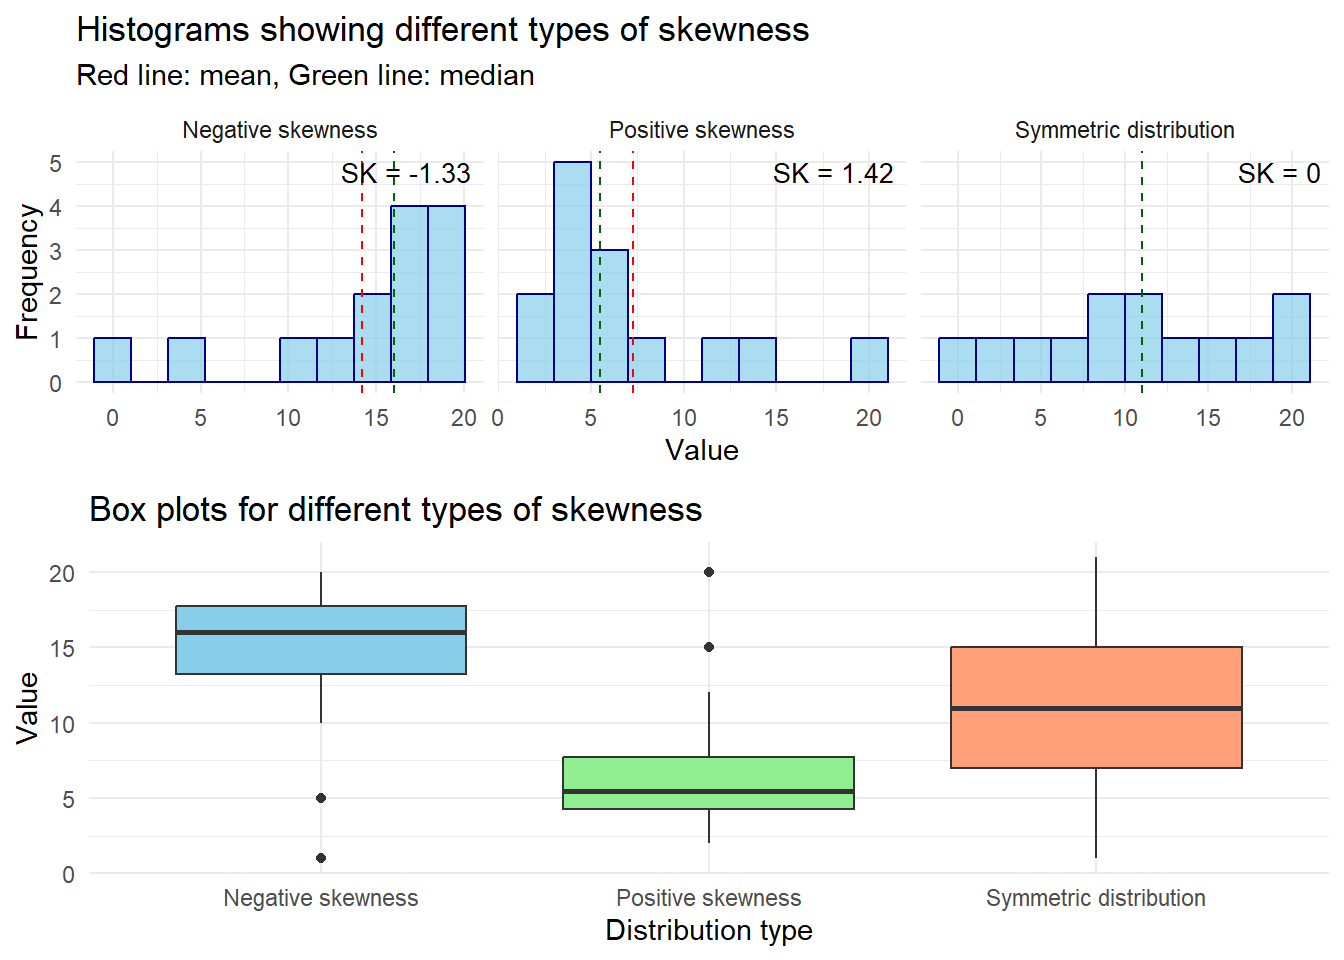 Histograms showing different types of skewness
Red line: mean, Green line: median
Negative skewness
Positive skewness
Symmetric distribution
SK = -1.33
SK = 1.42
SK = 0
Frequency
5
4
3
2
1
0
0 5 10 15 20
0 5 10 15 20
0 5 10 15 20
Value
Box plots for different types of skewness
Value
20
15
10
5
0
Negative skewness
Positive skewness
Symmetric distribution
Distribution type